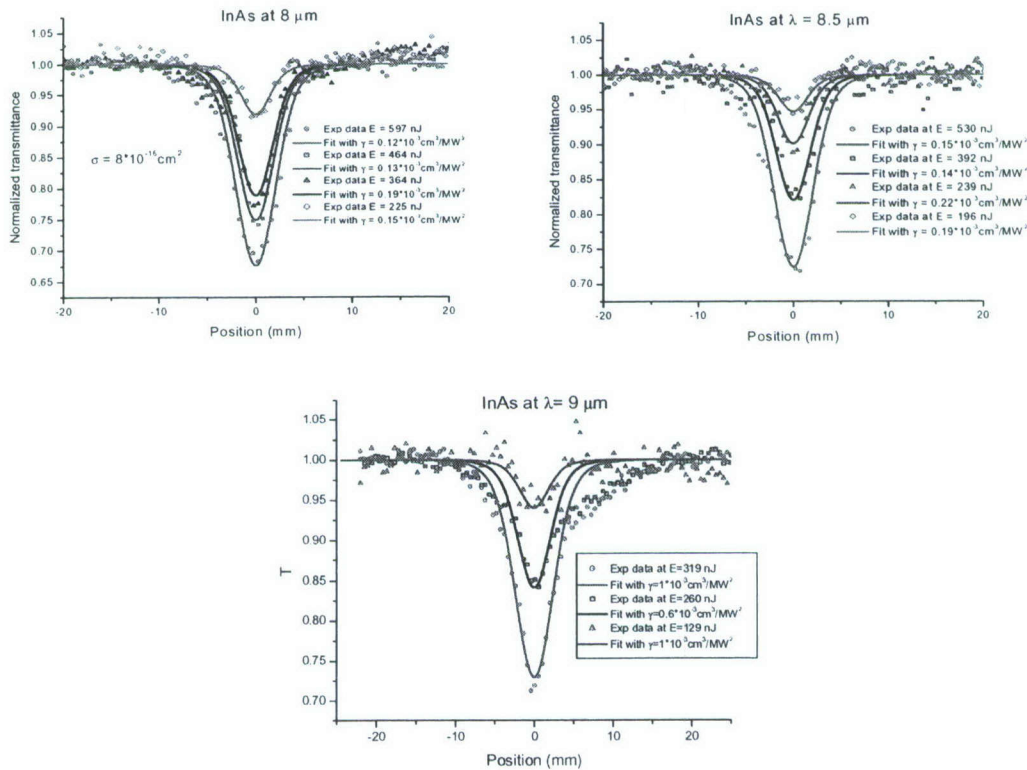 InAs at 8 μm
Normalized transmittance
1.05
1.00
0.95
0.90
0.85
0.80
0.75
0.70
0.65
σ = 8*10⁻¹⁶cm²
Exp data E = 597 nJ
Fit with γ = 0.12*10⁻³cm³/MW²
Exp data E = 464 nJ
Fit with γ = 0.13*10⁻³cm³/MW²
Exp data E = 364 nJ
Fit with γ = 0.19*10⁻³cm³/MW²
Exp data E = 225 nJ
Fit with γ = 0.15*10⁻³cm³/MW²
-20 -10 0 10 20
Position (mm)
InAs at λ = 8.5 μm
Normalized transmittance
1.05
1.00
0.95
0.90
0.85
0.80
0.75
0.70
Exp data at E = 530 nJ
Fit with γ = 0.15*10⁻³cm³/MW²
Exp data at E = 392 nJ
Fit with γ = 0.14*10⁻³cm³/MW²
Exp data at E = 239 nJ
Fit with γ = 0.22*10⁻³cm³/MW²
Exp data at E = 196 nJ
Fit with γ = 0.19*10⁻³cm³/MW²
-20 -10 0 10 20
Position (mm)
InAs at λ= 9 μm
T
1.05
1.00
0.95
0.90
0.85
0.80
0.75
0.70
Exp data at E=319 nJ
Fit with γ=1*10⁻³cm³/MW²
Exp data at E=260 nJ
Fit with γ=0.6*10⁻³cm³/MW²
Exp data at E=129 nJ
Fit with γ=1*10⁻³cm³/MW²
-20 -10 0 10 20
Position (mm)